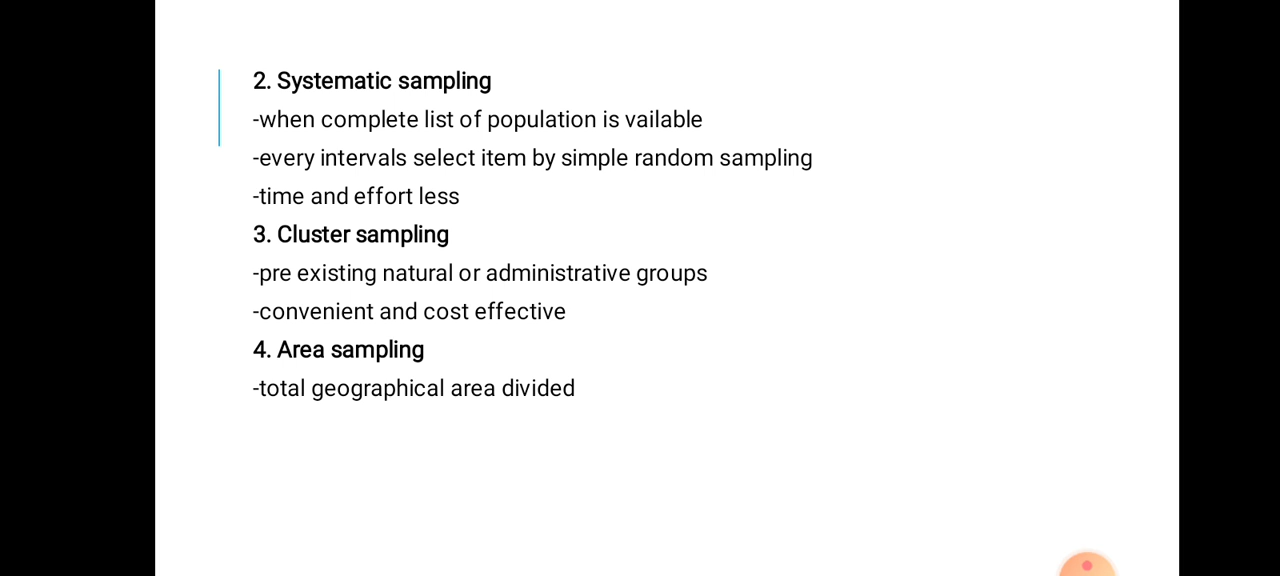 2. Systematic sampling
-when complete list of population is vailable
-every intervals select item by simple random sampling
-time and effort less
3. Cluster sampling
-pre existing natural or administrative groups
-convenient and cost effective
4. Area sampling
-total geographical area divided